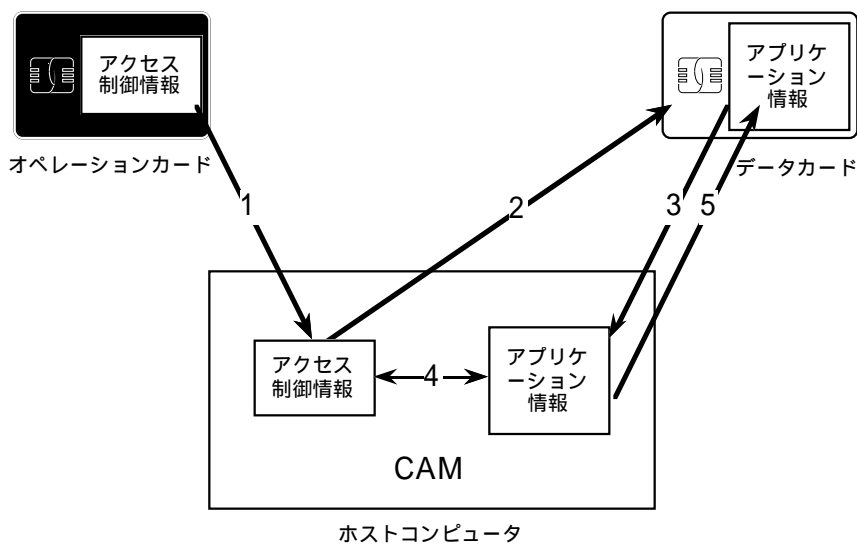 アクセス
制御情報
オペレーションカード
アプリケ
ーション
情報
データカード
1
2
3
5
アクセス
制御情報
4
アプリケ
ーション
情報
CAM
ホストコンピュータ